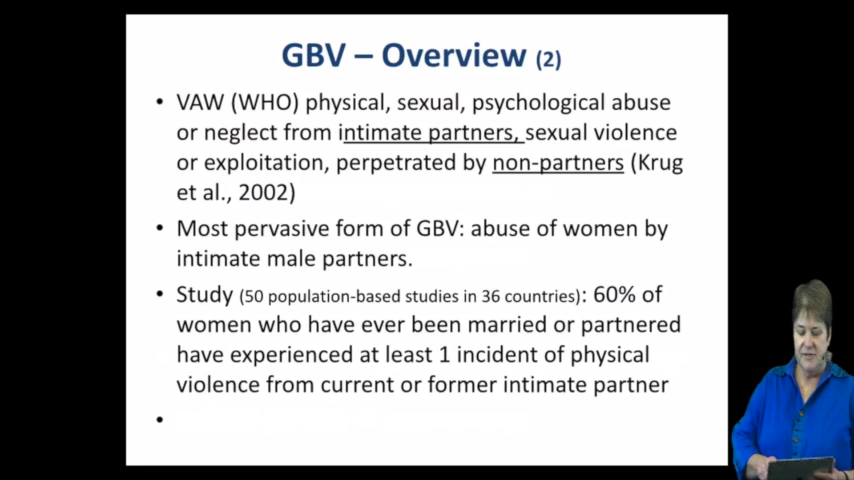 GBV – Overview (2)
• VAW (WHO) physical, sexual, psychological abuse
or neglect from intimate partners, sexual violence
or exploitation, perpetrated by non-partners (Krug
et al., 2002)
• Most pervasive form of GBV: abuse of women by
intimate male partners.
• Study (50 population-based studies in 36 countries): 60% of
women who have ever been married or partnered
have experienced at least 1 incident of physical
violence from current or former intimate partner
•